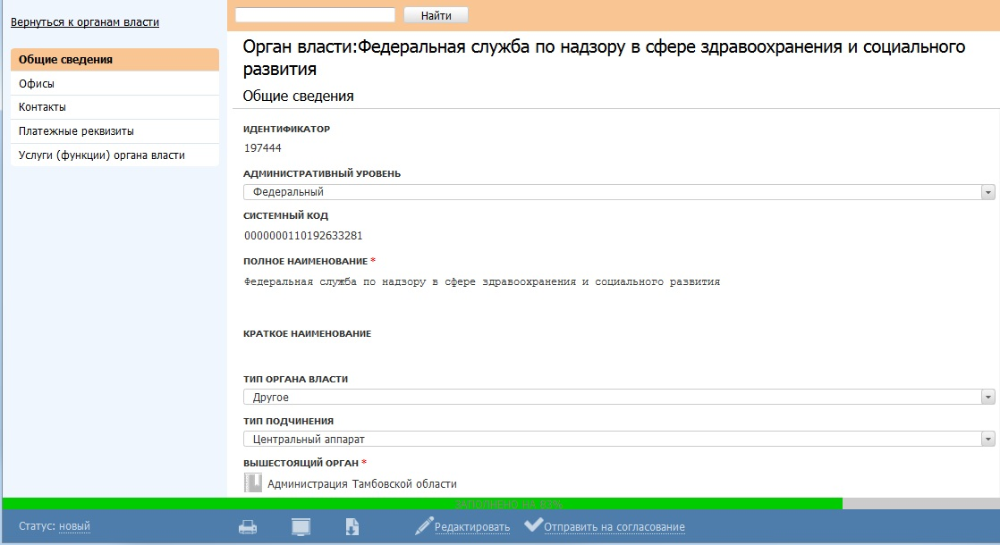 Вернуться к органам власти
Общие сведения
Офисы
Контакты
Платежные реквизиты
Услуги (функции) органа власти
Найти
Орган власти:Федеральная служба по надзору в сфере здравоохранения и социального
развития
Общие сведения
ИДЕНТИФИКАТОР
197444
АДМИНИСТРАТИВНЫЙ УРОВЕНЬ
Федеральный
СИСТЕМНЫЙ КОД
0000000110192633281
ПОЛНОЕ НАИМЕНОВАНИЕ *
Федеральная служба по надзору в сфере здравоохранения и социального развития
КРАТКОЕ НАИМЕНОВАНИЕ
ТИП ОРГАНА ВЛАСТИ
Другое
ТИП ПОДЧИНЕНИЯ
Центральный аппарат
ВЫШЕСТОЯЩИЙ ОРГАН *
Администрация Тамбовской области
ЗАПОЛНЕНО НА 83%
Статус: новый
Редактировать
Отправить на согласование